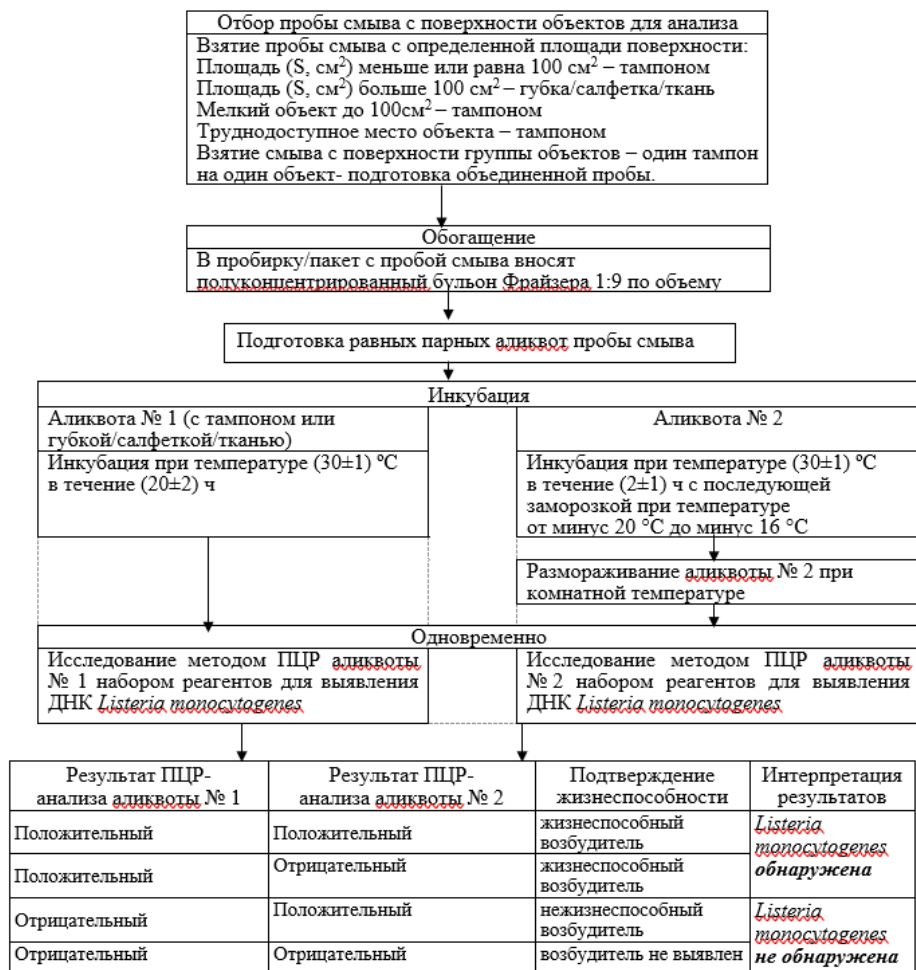 Отбор пробы смыва с поверхности объектов для анализа
Взятие пробы смыва с определенной площади поверхности:
Площадь (S, см²) меньше или равна 100 см² – тампоном
Площадь (S, см²) больше 100 см² – губка/салфетка/ткань
Мелкий объект до 100см² – тампоном
Труднодоступное место объекта – тампоном
Взятие смыва с поверхности группы объектов – один тампон
на один объект- подготовка объединенной пробы.
Обогащение
В пробирку/пакет с пробой смыва вносят
полуконцентрированный бульон Фрайзера 1:9 по объему
Подготовка равных парных аликвот пробы смыва
Инкубация
Аликвота № 1 (с тампоном или
губкой/салфеткой/тканью)
Инкубация при температуре (30±1) ºС
в течение (20±2) ч
Аликвота № 2
Инкубация при температуре (30±1) ºС
в течение (2±1) ч с последующей
заморозкой при температуре
от минус 20 °С до минус 16 °С
Размораживание аликвоты № 2 при
комнатной температуре
Одновременно
Исследование методом ПЦР аликвоты
№ 1 набором реагентов для выявления
ДНК Listeria monocytogenes
Исследование методом ПЦР аликвоты
№ 2 набором реагентов для выявления
ДНК Listeria monocytogenes
Результат ПЦР-
анализа аликвоты № 1
Результат ПЦР-
анализа аликвоты № 2
Подтверждение
жизнеспособности
Интерпретация
результатов
Положительный
Положительный
жизнеспособный
возбудитель
Listeria
monocytogenes
обнаружена
Положительный
Отрицательный
жизнеспособный
возбудитель
Отрицательный
Положительный
нежизнеспособный
возбудитель
Listeria
monocytogenes
не обнаружена
Отрицательный
Отрицательный
возбудитель не выявлен